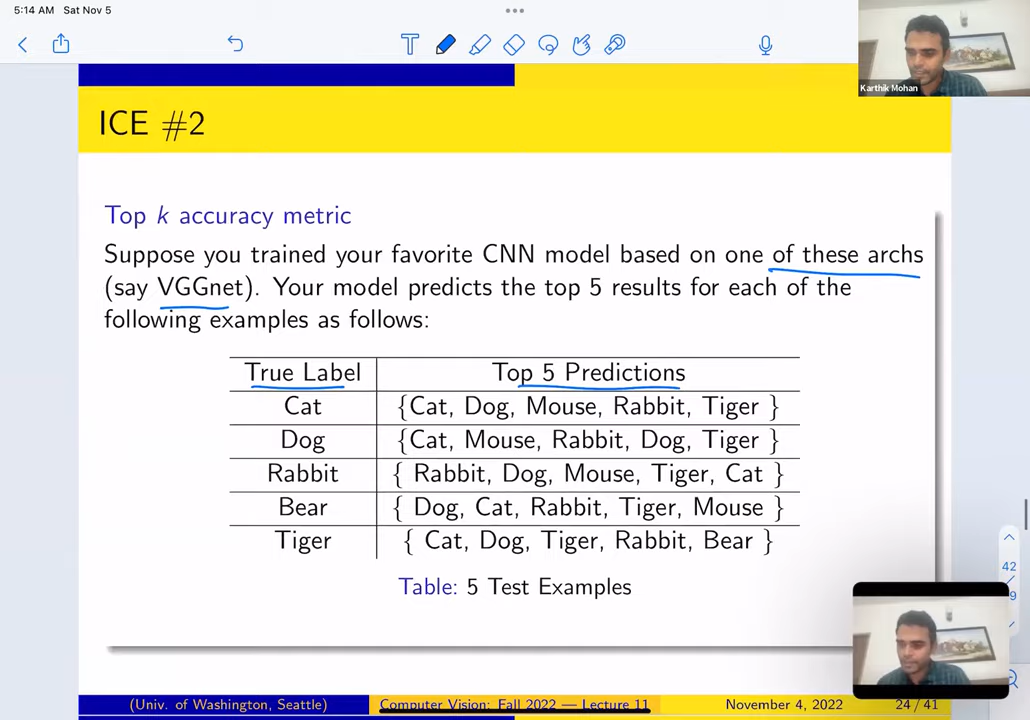 5:14 AM Sat Nov 5
Karthik Mohan
ICE #2
Top k accuracy metric
Suppose you trained your favorite CNN model based on one of these archs
(say VGGnet). Your model predicts the top 5 results for each of the
following examples as follows:
True Label Top 5 Predictions
Cat {Cat, Dog, Mouse, Rabbit, Tiger }
Dog {Cat, Mouse, Rabbit, Dog, Tiger }
Rabbit { Rabbit, Dog, Mouse, Tiger, Cat }
Bear { Dog, Cat, Rabbit, Tiger, Mouse }
Tiger { Cat, Dog, Tiger, Rabbit, Bear }
Table: 5 Test Examples
42
9
(Univ. of Washington, Seattle) Computer Vision: Fall 2022 — Lecture 11 November 4, 2022 24 / 41